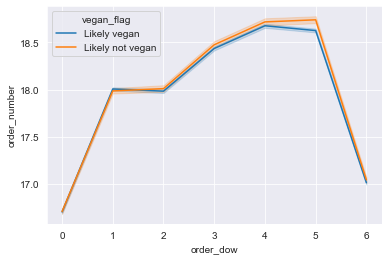 vegan_flag
Likely vegan
Likely not vegan
18.5
18.0
17.5
17.0
order_number
0 1 2 3 4 5 6
order_dow